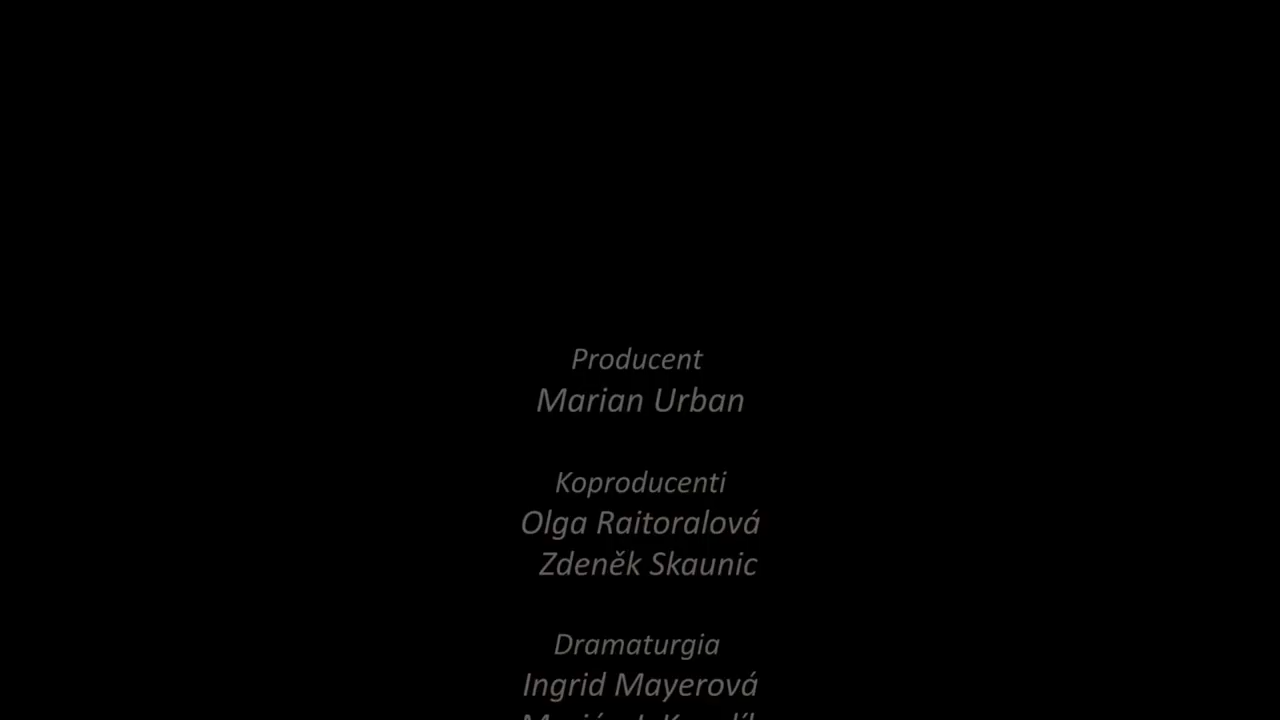 Producent
Marian Urban
Koproducenti
Olga Raitoralová
Zdeněk Skaunic
Dramaturgia
Ingrid Mayerová